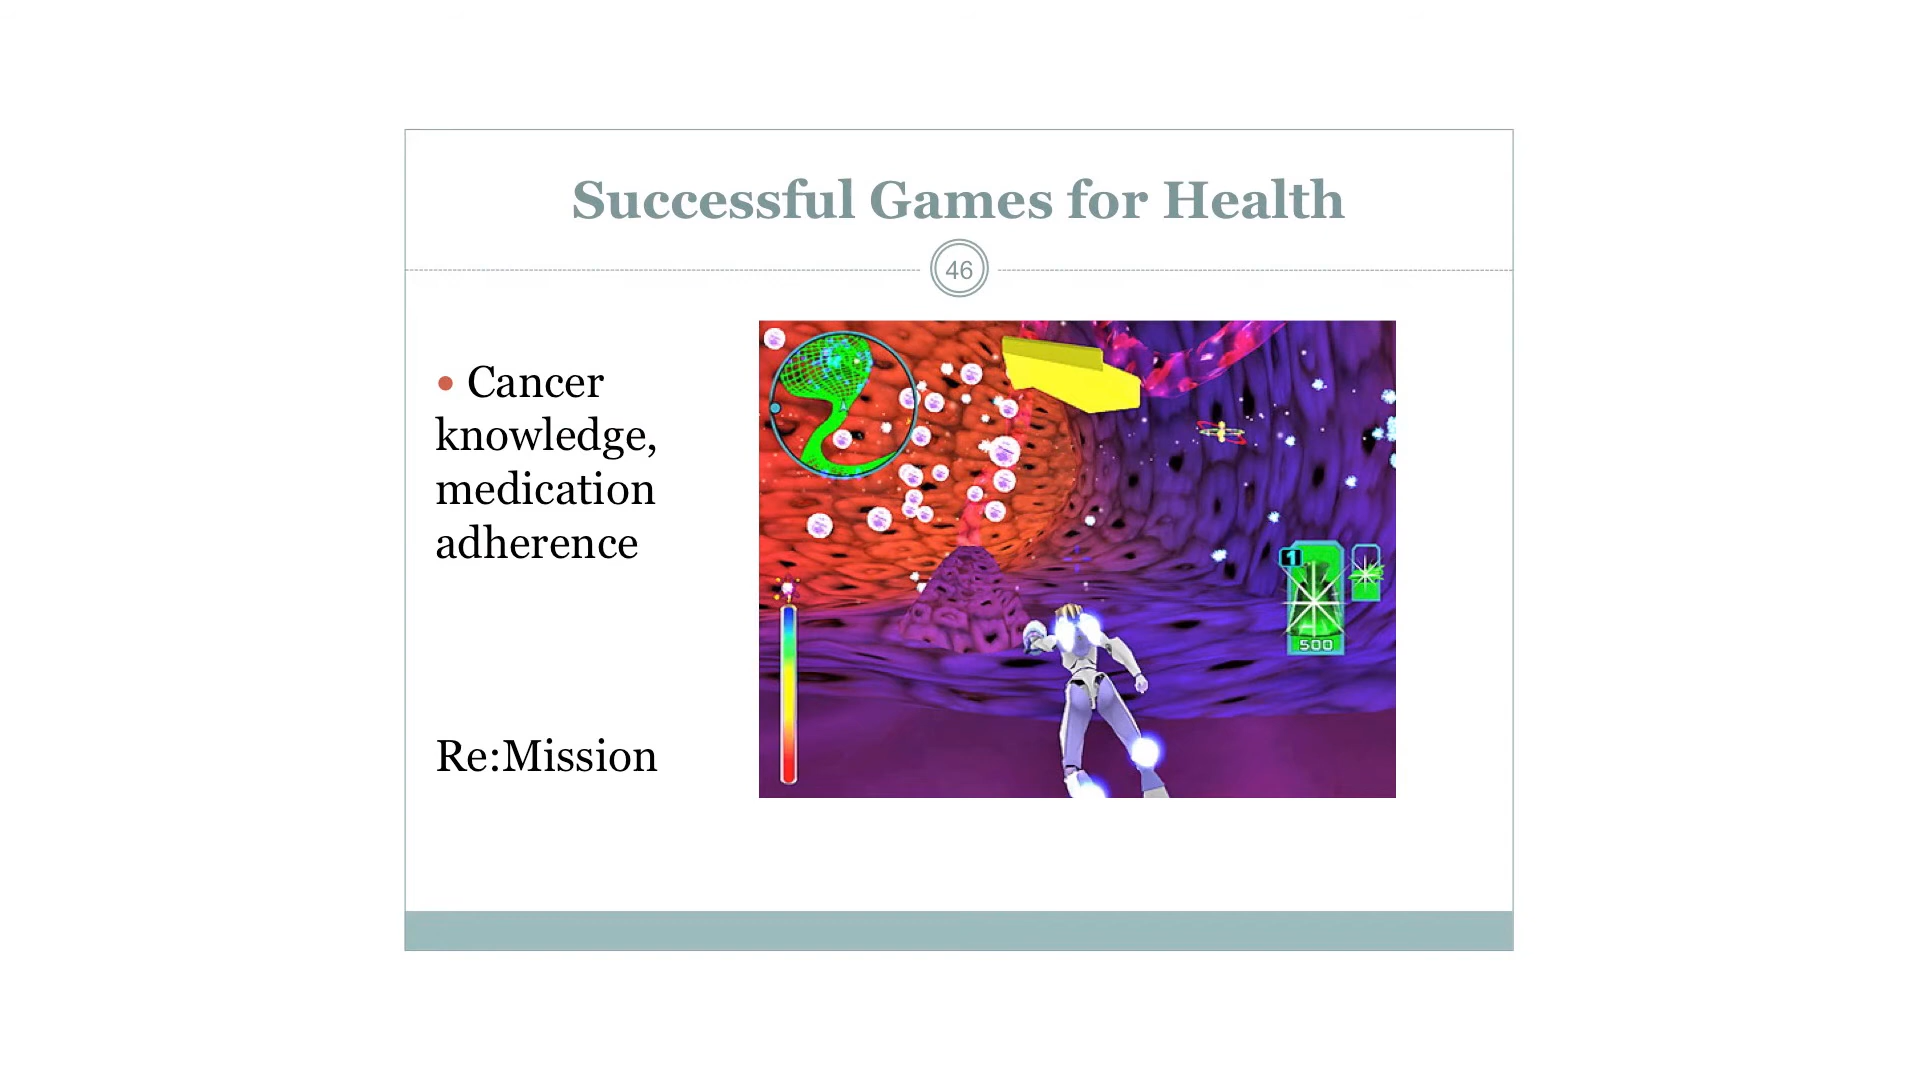 Successful Games for Health
46
• Cancer
knowledge,
medication
adherence
Re:Mission
1
500